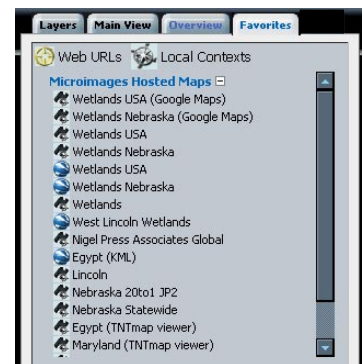 Layers Main View Overview Favorites
Web URLs Local Contexts
Microimages Hosted Maps
Wetlands USA (Google Maps)
Wetlands Nebraska (Google Maps)
Wetlands USA
Wetlands Nebraska
Wetlands USA
Wetlands Nebraska
Wetlands
West Lincoln Wetlands
Nigel Press Associates Global
Egypt (KML)
Lincoln
Nebraska 20to1 JP2
Nebraska Statewide
Egypt (TNTmap viewer)
Maryland (TNTmap viewer)